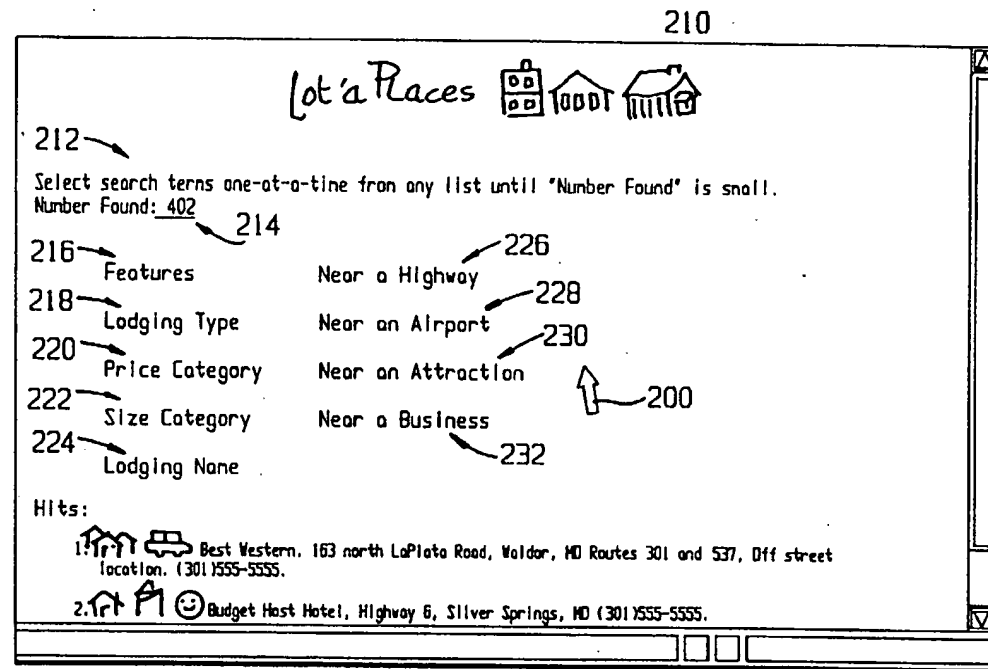 210
Lot'a Places
212
Select search terns one-at-a-tine fron any list until "Nunber Found" is snall.
Nunber Found: 402
214
216
226
Features
Near a Highway
218
228
Lodging Type
Near an Airport
220
230
Price Category
Near an Attraction
222
200
Size Category
Near a Business
224
232
Lodging Nane
Hits:
1. Best Western. 163 north LaPlata Road, Waldor, MD Routes 301 and 537, Off street
location. (301)555-5555.
2. Budget Host Hotel, Highway 6, Silver Springs, MD (301)555-5555.